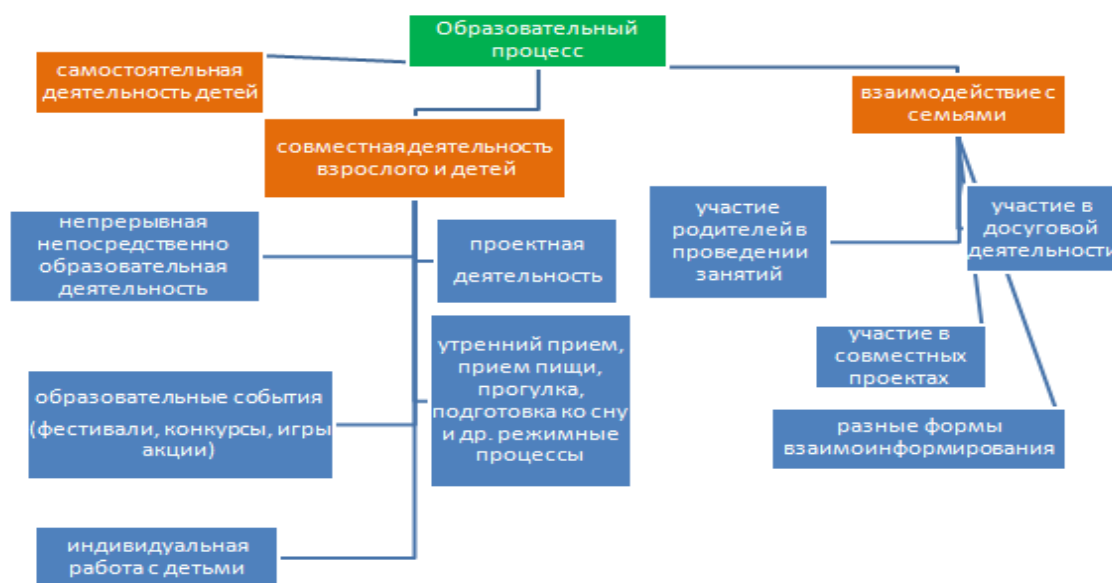 Образовательный
процесс
самостоятельная
деятельность детей
взаимодействие с
семьями
совместная деятельность
взрослого и детей
непрерывная
непосредственно
образовательная
деятельность
проектная
деятельность
участие
родителей в
проведении
занятий
участие в
досуговой
деятельности
утренний прием,
прием пищи,
прогулка,
подготовка ко сну
и др. режимные
процессы
участие в
совместных
проектах
образовательные события
(фестивали, конкурсы, игры
акции)
разные формы
взаимоинформирования
индивидуальная
работа с детьми